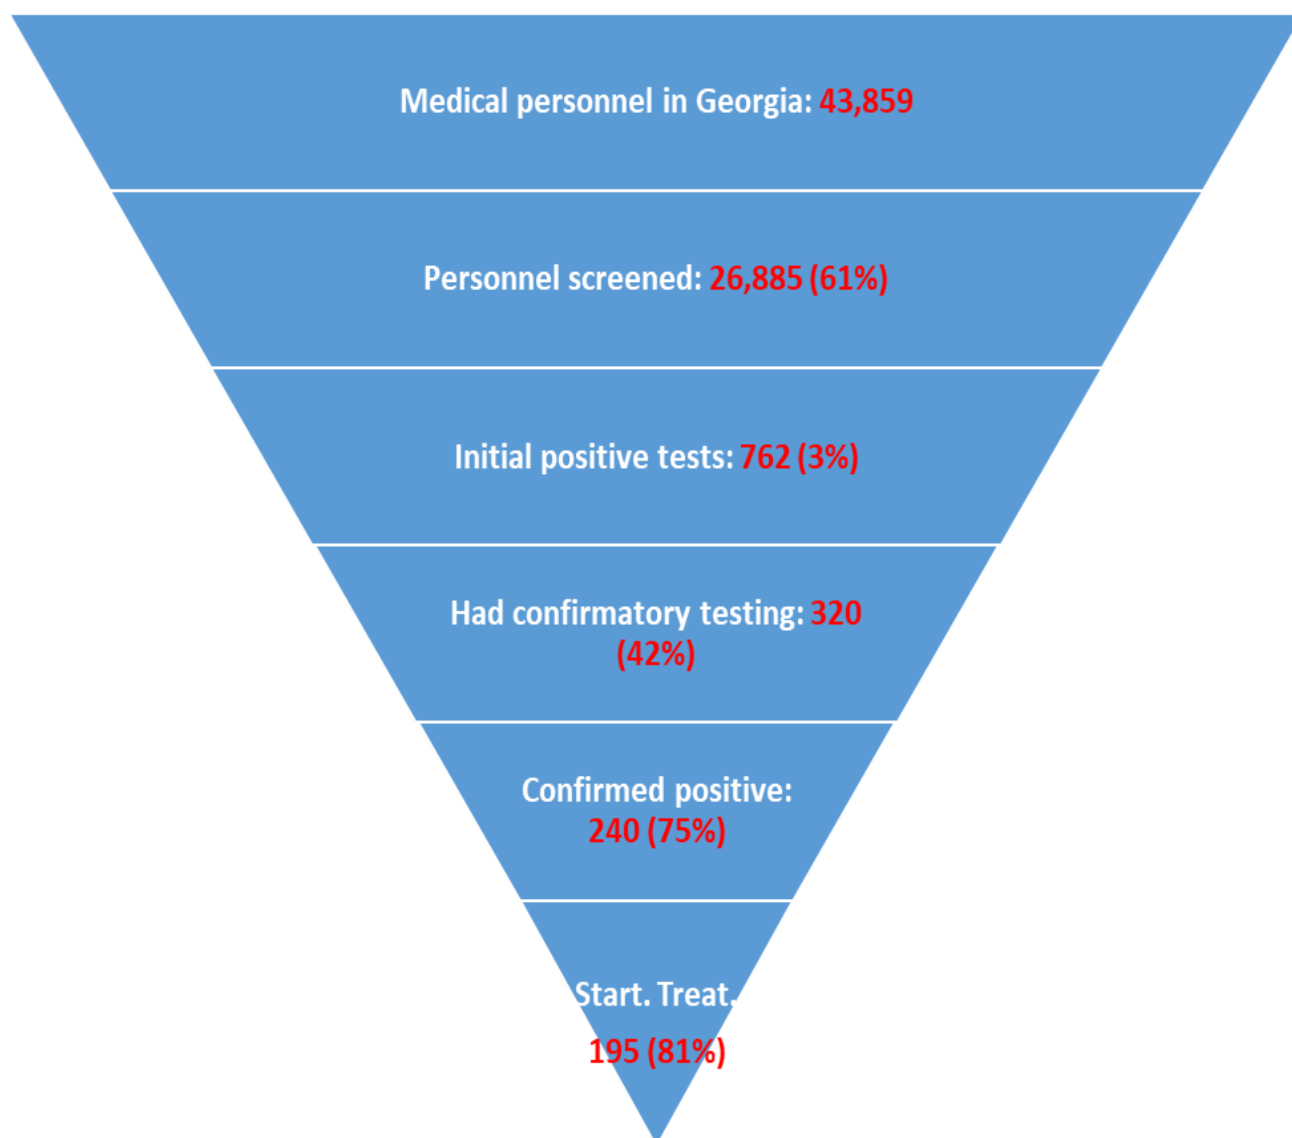 Medical personnel in Georgia: 43,859
Personnel screened: 26,885 (61%)
Initial positive tests: 762 (3%)
Had confirmatory testing: 320
(42%)
Confirmed positive:
240 (75%)
Start. Treat.
195 (81%)